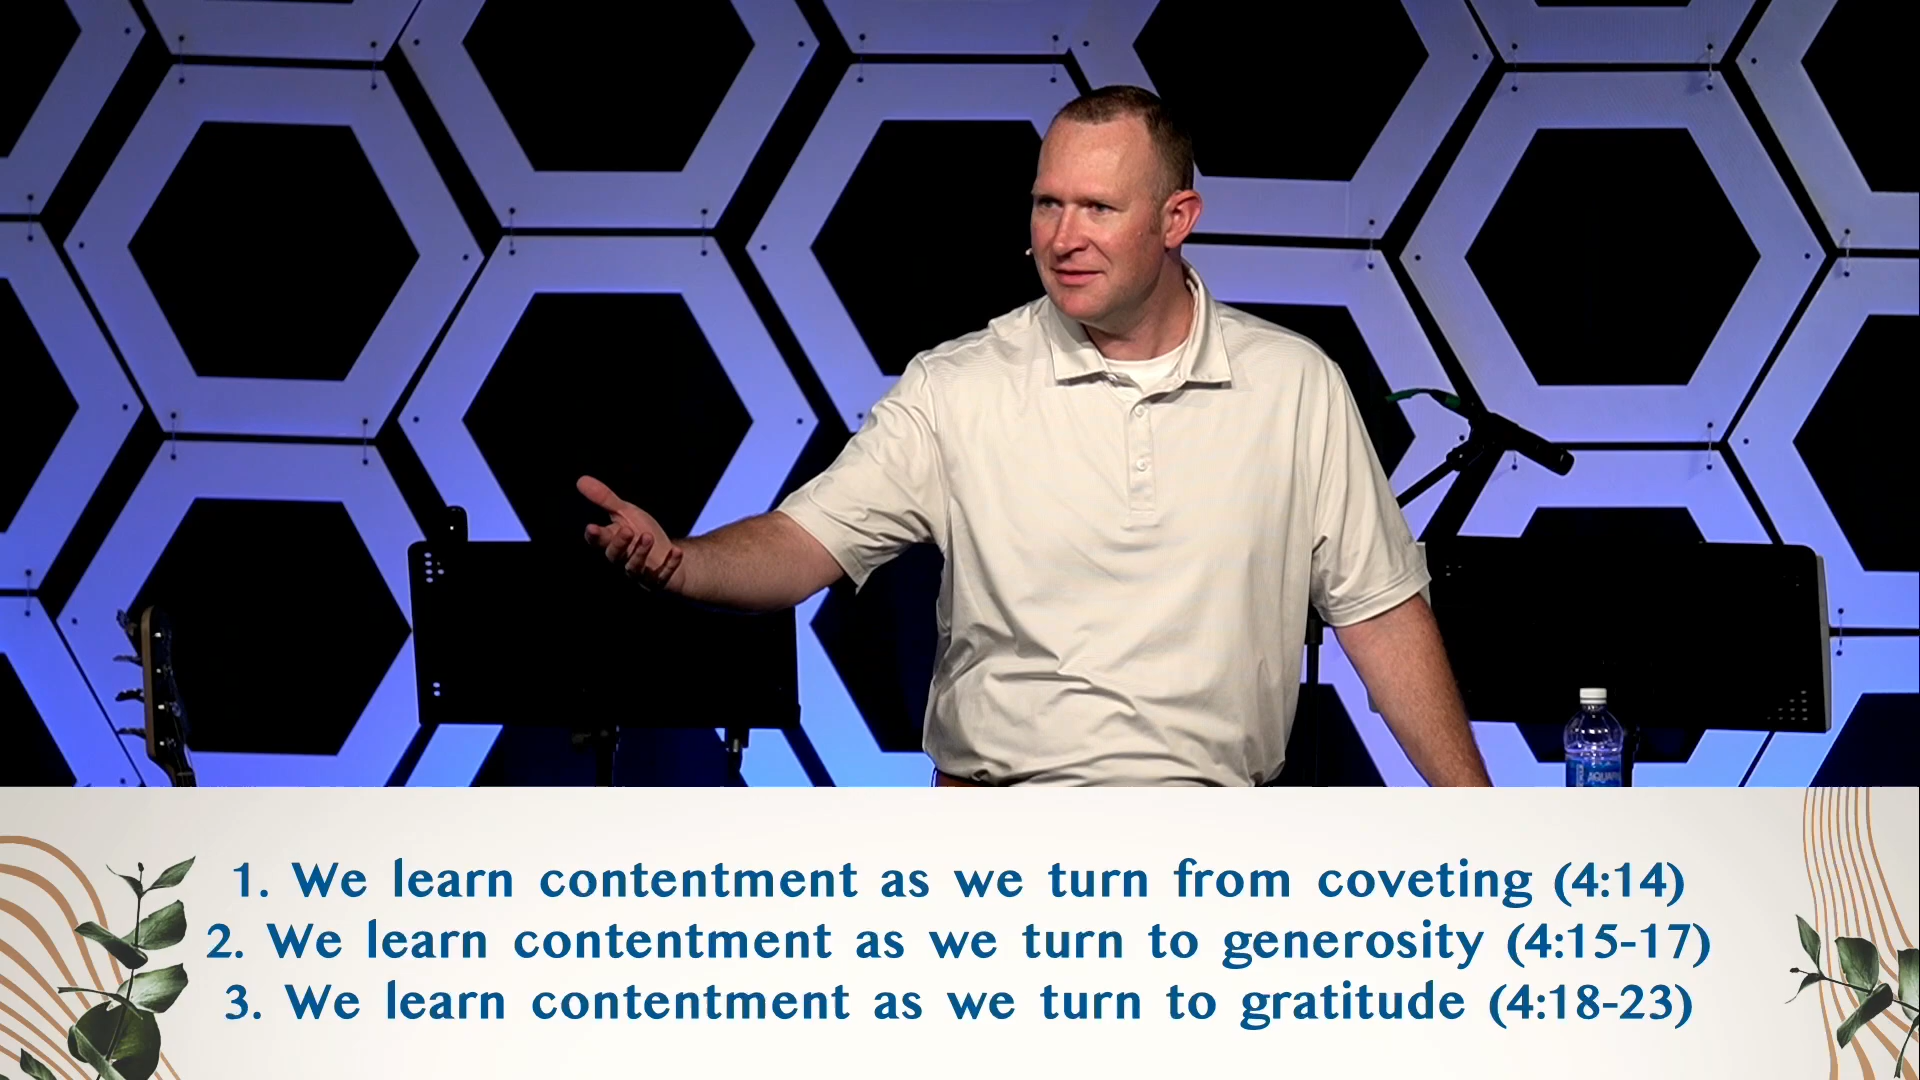 1. We learn contentment as we turn from coveting (4:14)
2. We learn contentment as we turn to generosity (4:15-17)
3. We learn contentment as we turn to gratitude (4:18-23)